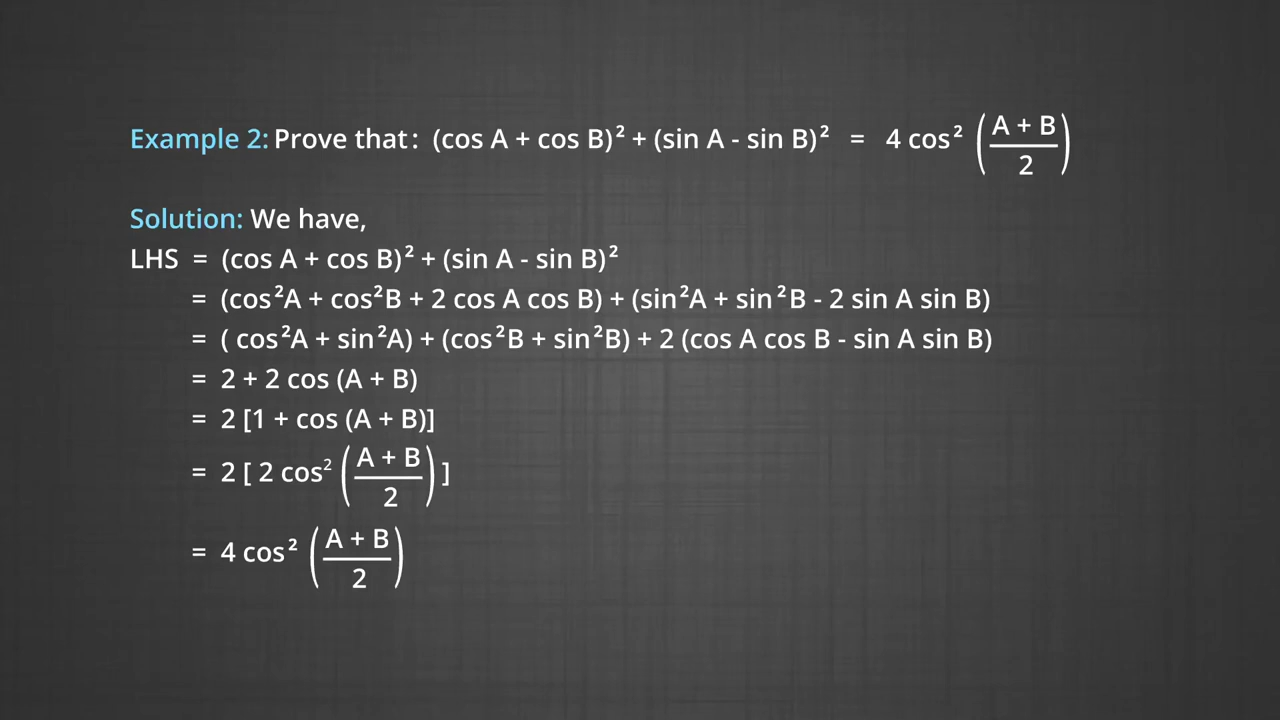 Example 2: Prove that: (cos A + cos B)² + (sin A - sin B)² = 4 cos² ((A + B)/2)
Solution: We have,
LHS = (cos A + cos B)² + (sin A - sin B)²
= (cos²A + cos²B + 2 cos A cos B) + (sin²A + sin²B - 2 sin A sin B)
= ( cos²A + sin²A) + (cos²B + sin²B) + 2 (cos A cos B - sin A sin B)
= 2 + 2 cos (A + B)
= 2 [1 + cos (A + B)]
= 2 [ 2 cos² ((A + B)/2) ]
= 4 cos² ((A + B)/2)